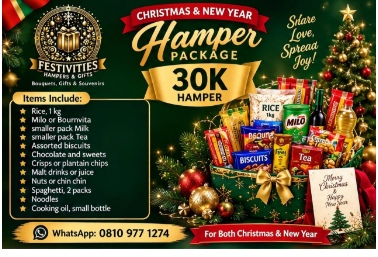 CHRISTMAS & NEW YEAR
Hamper
PACKAGE
30K
HAMPER
Share
Love,
Spread
Joy!
FESTIVITIES
HAMPERS & GIFTS
Bouquets, Gifts & Souvenirs
Items Include:
Rice, 1 kg
Milo or Bournvita
smaller pack Milk
smaller pack Tea
Assorted biscuits
Chocolate and sweets
Crisps or plantain chips
Malt drinks or juice
Nuts or chin chin
Spaghetti, 2 packs
Noodles
Cooking oil, small bottle
RICE
1kg
MILO
BISCUITS
Tea
Merry
Christmas
&
Happy
New Year
WhatsApp: 0810 977 1274
For Both Christmas & New Year